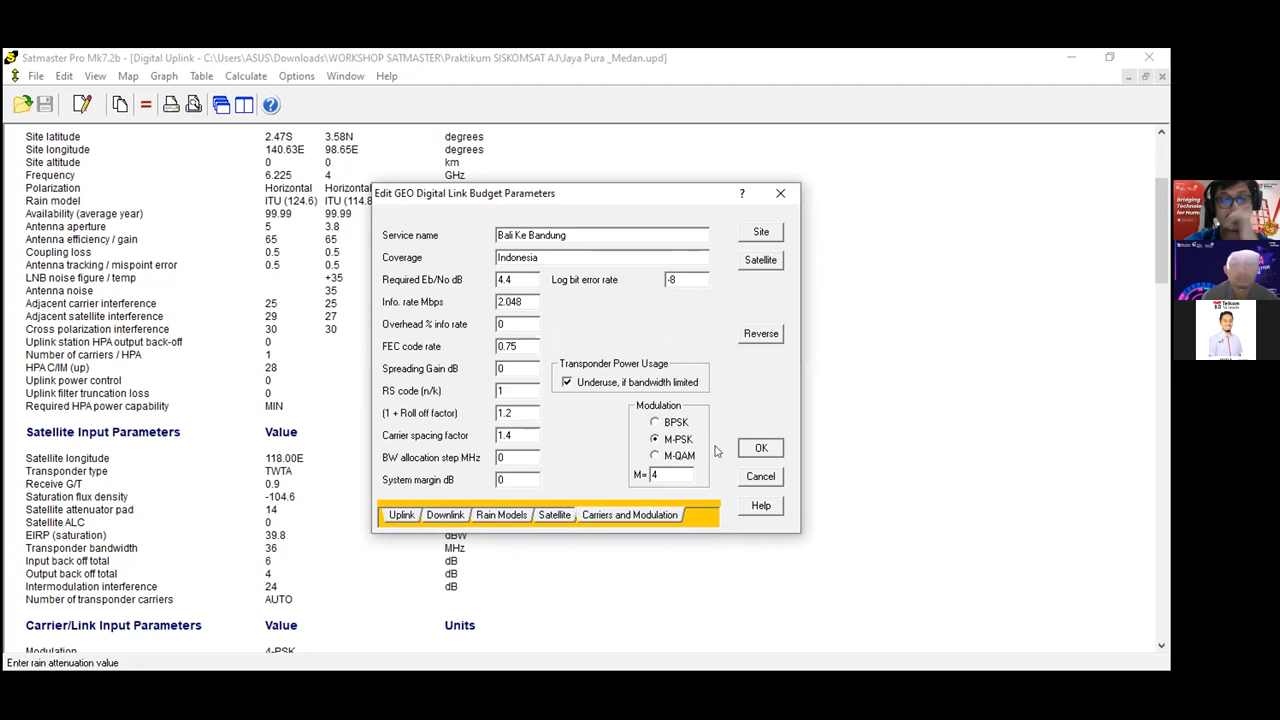 Satmaster Pro Mk7.2b - [Digital Uplink - C:\Users\ASUS\Downloads\WORKSHOP SATMASTER\Praktikum SISKOMSAT AJ\Jaya Pura _Medan.upd]
File Edit View Map Graph Table Calculate Options Window Help
Site latitude 2.47S 3.58N degrees
Site longitude 140.63E 98.65E degrees
Site altitude 0 0 km
Frequency 6.225 4 GHz
Polarization Horizontal Horizontal
Rain model ITU (124.6) ITU (114.8
Availability (average year) 99.99 99.99
Antenna aperture 5 3.8
Antenna efficiency / gain 65 65
Coupling loss 0.5 0.5
Antenna tracking / mispoint error 0.5 0.5
LNB noise figure / temp +35
Antenna noise 35
Adjacent carrier interference 25 25
Adjacent satellite interference 29 27
Cross polarization interference 30 30
Uplink station HPA output back-off 0
Number of carriers / HPA 1
HPA C/IM (up) 28
Uplink power control 0
Uplink filter truncation loss 0
Required HPA power capability MIN
Satellite Input Parameters Value
Satellite longitude 118.00E
Transponder type TWTA
Receive G/T 0.9
Saturation flux density -104.6
Satellite attenuator pad 14
Satellite ALC 0
EIRP (saturation) 39.8 dBW
Transponder bandwidth 36 MHz
Input back off total 6 dB
Output back off total 4 dB
Intermodulation interference 24 dB
Number of transponder carriers AUTO
Carrier/Link Input Parameters Value Units
Modulation 4-PSK
Enter rain attenuation value
Edit GEO Digital Link Budget Parameters ?
Service name Bali Ke Bandung Site
Coverage Indonesia Satellite
Required Eb/No dB 4.4 Log bit error rate -8
Info. rate Mbps 2.048
Overhead % info rate 0 Reverse
FEC code rate 0.75
Spreading Gain dB 0 Transponder Power Usage
RS code (n/k) 1 Underuse, if bandwidth limited
(1 + Roll off factor) 1.2 Modulation
Carrier spacing factor 1.4 BPSK
BW allocation step MHz 0 M-PSK OK
System margin dB 0 M-QAM
M= 4 Cancel
Help
Uplink Downlink Rain Models Satellite Carriers and Modulation
Bridging
Technolo
for Huma
Telkom